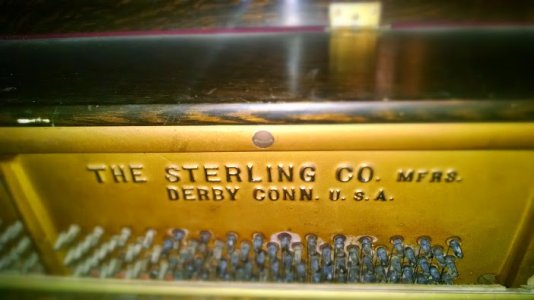 THE STERLING CO. MFRS.
DERBY CONN. U.S.A.